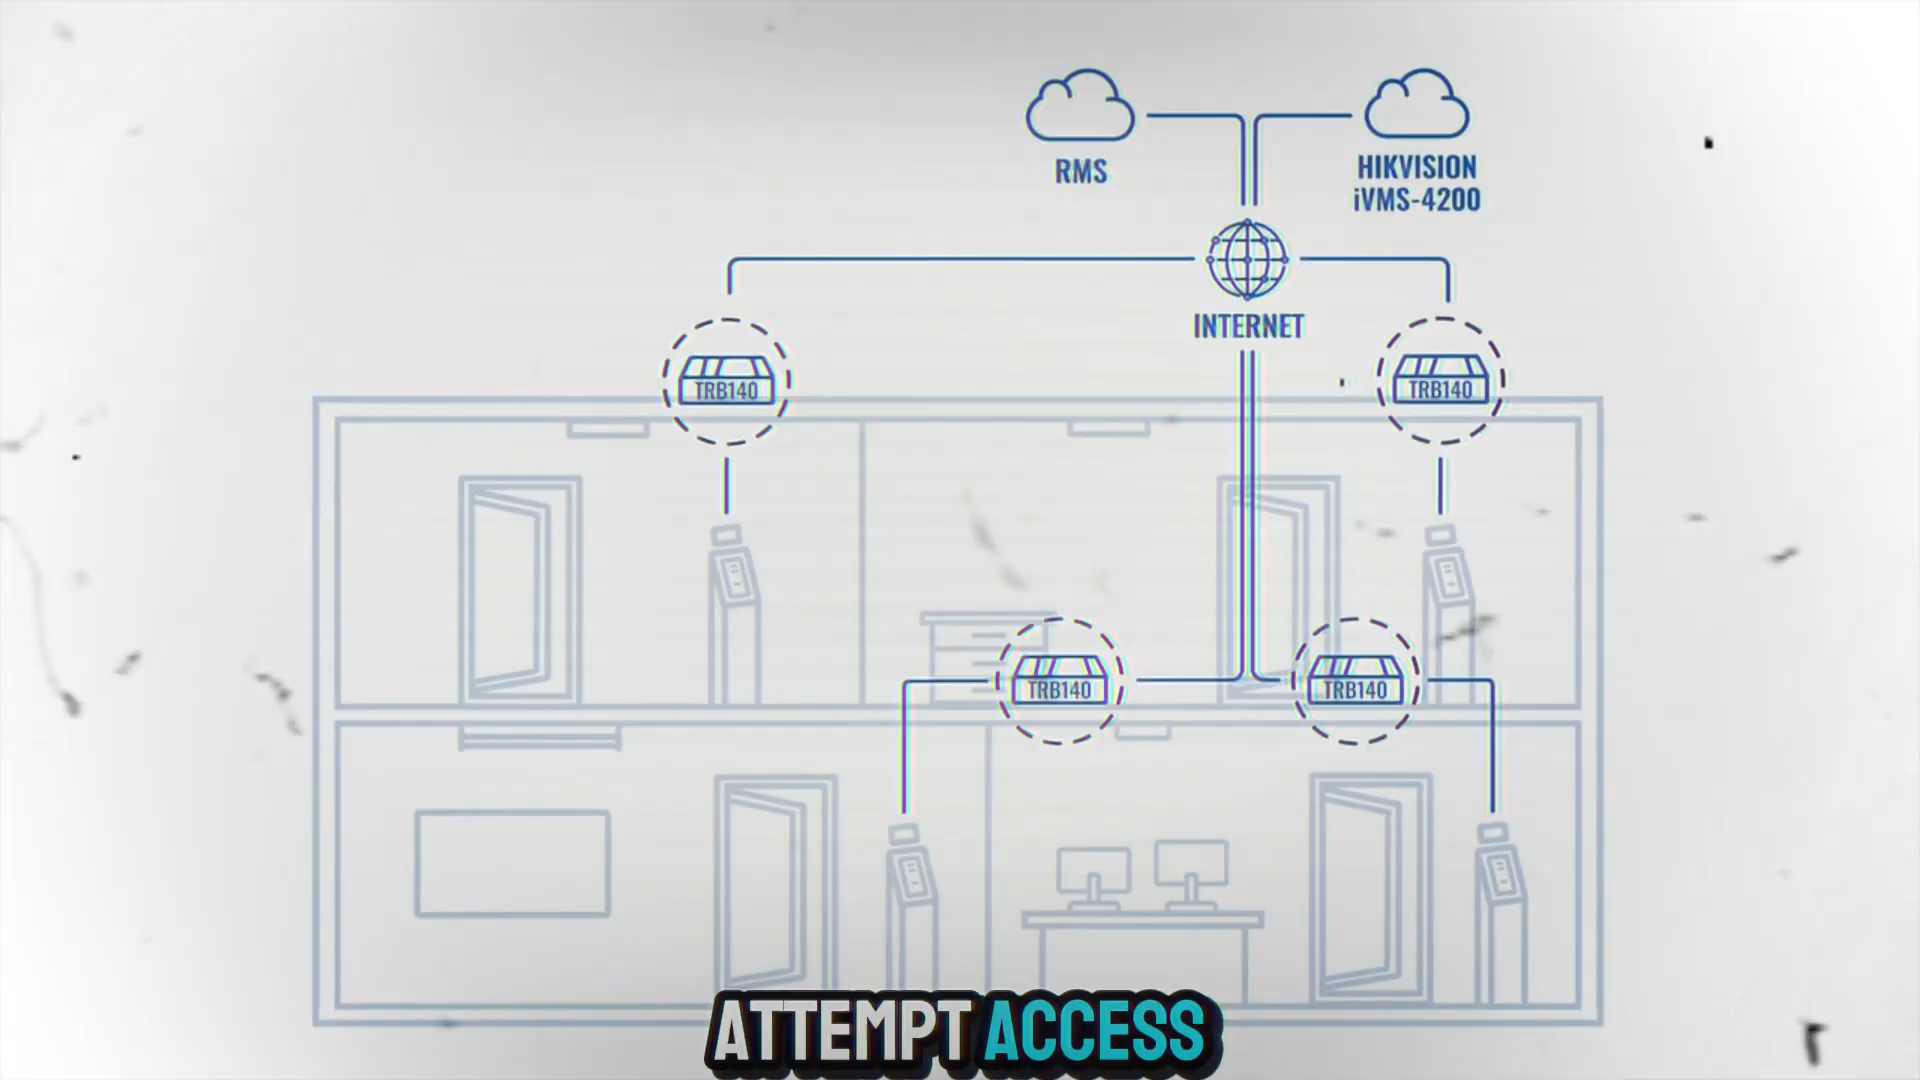 RMS
HIKVISION
iVMS-4200
INTERNET
TRB140
TRB140
TRB140
TRB140
ATTEMPT ACCESS